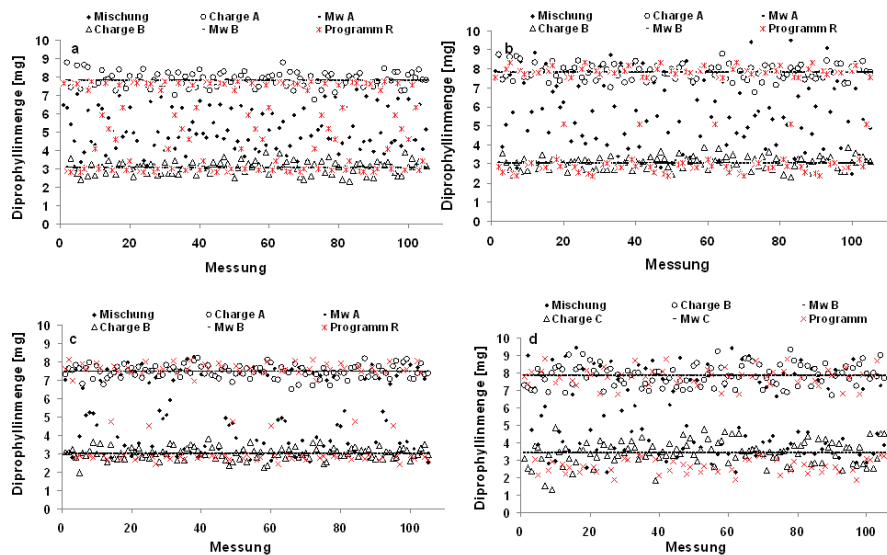 Mischung Charge A Mw A
Charge B Mw B Programm R
a
Diprophyllinmenge [mg]
10
9
8
7
6
5
4
3
2
1
0
0 20 40 60 80 100
Messung
Mischung Charge A Mw A
Charge B Mw B Programm R
b
Diprophyllinmenge [mg]
10
9
8
7
6
5
4
3
2
1
0
0 20 40 60 80 100
Messung
Mischung Charge A Mw A
Charge B Mw B Programm R
c
Diprophyllinmenge [mg]
10
9
8
7
6
5
4
3
2
1
0
0 20 40 60 80 100
Messung
Mischung Charge B Mw B
Charge C Mw C Programm
d
Diprophyllinmenge [mg]
10
9
8
7
6
5
4
3
2
1
0
0 20 40 60 80 100
Messung